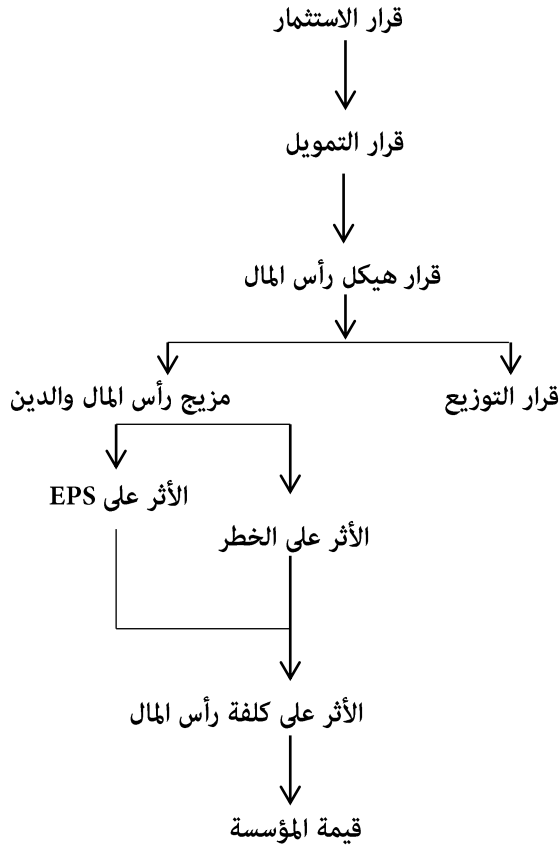 قرار الاستثمار
قرار التمويل
قرار هيكل رأس المال
قرار التوزيع
مزيج رأس المال والدين
الأثر على EPS
الأثر على الخطر
الأثر على كلفة رأس المال
قيمة المؤسسة